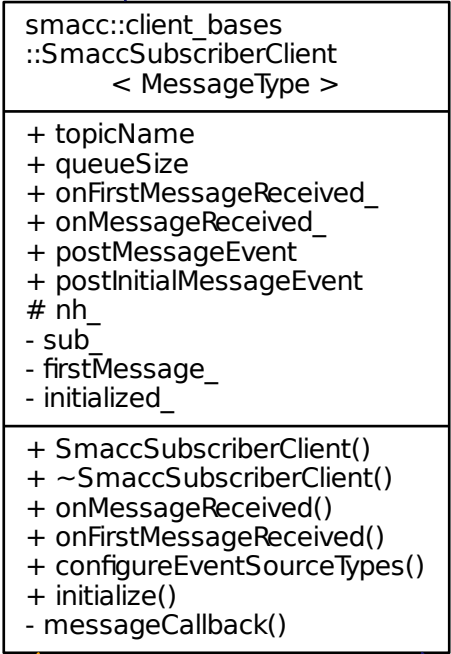 smacc::client_bases
::SmaccSubscriberClient
< MessageType >
+ topicName
+ queueSize
+ onFirstMessageReceived_
+ onMessageReceived_
+ postMessageEvent
+ postInitialMessageEvent
# nh_
- sub_
- firstMessage_
- initialized_
+ SmaccSubscriberClient()
+ ~SmaccSubscriberClient()
+ onMessageReceived()
+ onFirstMessageReceived()
+ configureEventSourceTypes()
+ initialize()
- messageCallback()